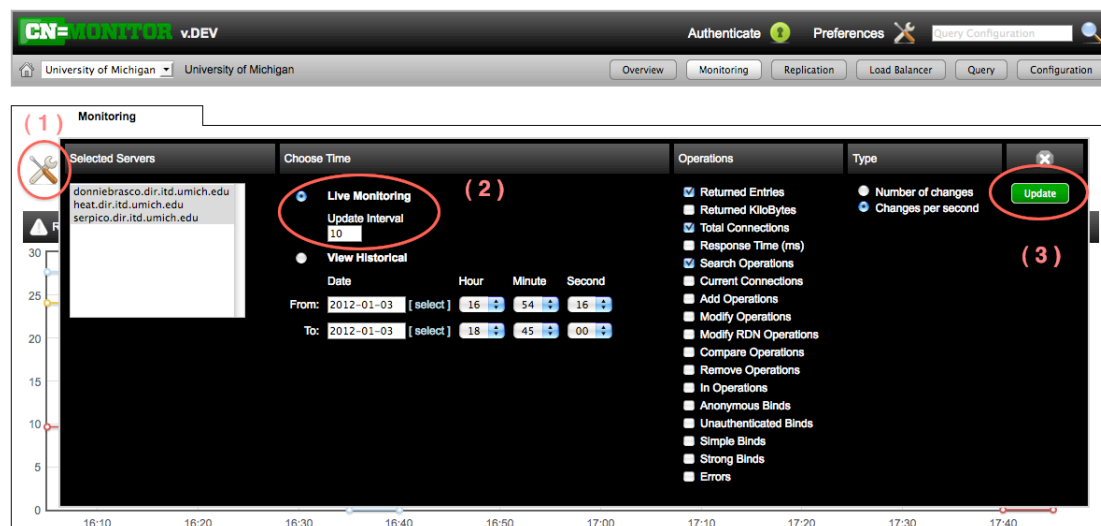 CN=MONITOR v.DEV
Authenticate Preferences Query Configuration
University of Michigan University of Michigan
Overview Monitoring Replication Load Balancer Query Configuration
Monitoring
( 1 )
Selected Servers Choose Time Operations Type
donniebrasco.dir.itd.umich.edu
heat.dir.itd.umich.edu
serpico.dir.itd.umich.edu
Live Monitoring
Update Interval
10
( 2 )
View Historical
Date Hour Minute Second
From: 2012-01-03 [ select ] 16 54 16
To: 2012-01-03 [ select ] 18 45 00
Returned Entries
Returned KiloBytes
Total Connections
Response Time (ms)
Search Operations
Current Connections
Add Operations
Modify Operations
Modify RDN Operations
Compare Operations
Remove Operations
In Operations
Anonymous Binds
Unauthenticated Binds
Simple Binds
Strong Binds
Errors
Number of changes
Changes per second
Update
( 3 )
R
30
25
20
15
10
5
0
16:10 16:20 16:30 16:40 16:50 17:00 17:10 17:20 17:30 17:40